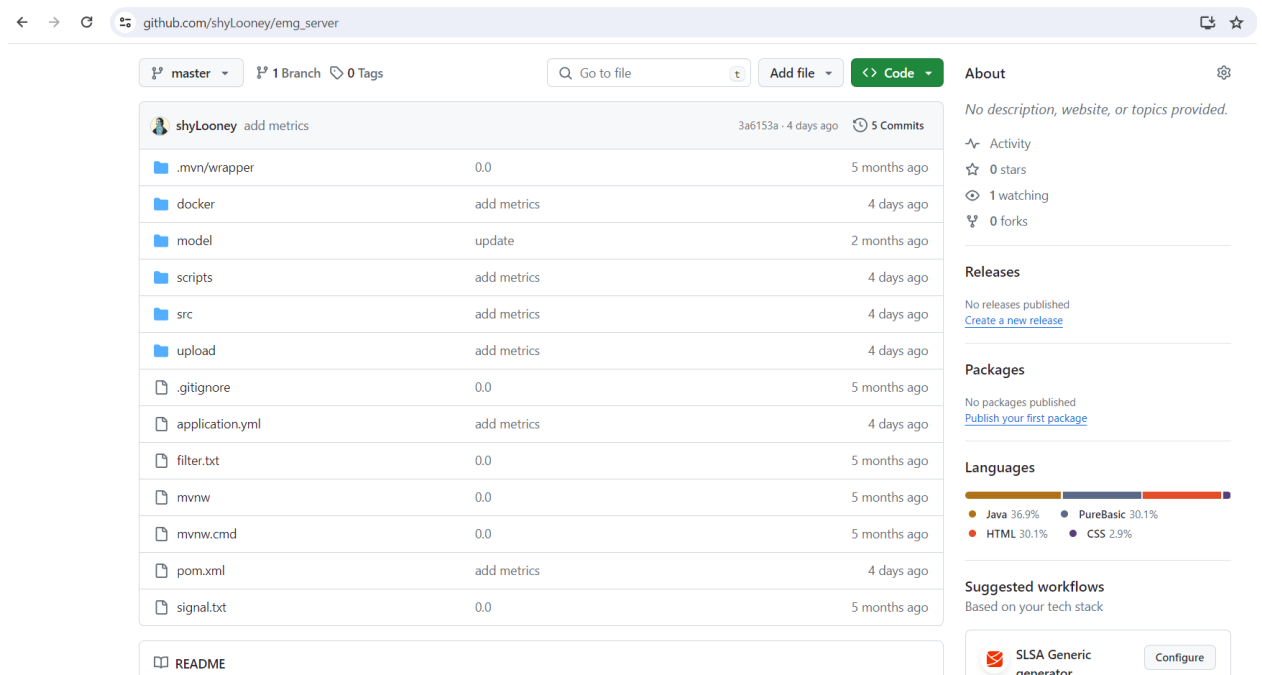 github.com/shyLooney/emg_server
master 1 Branch 0 Tags Go to file t Add file Code
shyLooney add metrics 3a6153a · 4 days ago 5 Commits
.mvn/wrapper 0.0 5 months ago
docker add metrics 4 days ago
model update 2 months ago
scripts add metrics 4 days ago
src add metrics 4 days ago
upload add metrics 4 days ago
.gitignore 0.0 5 months ago
application.yml add metrics 4 days ago
filter.txt 0.0 5 months ago
mvnw 0.0 5 months ago
mvnw.cmd 0.0 5 months ago
pom.xml add metrics 4 days ago
signal.txt 0.0 5 months ago
README
About
No description, website, or topics provided.
Activity
0 stars
1 watching
0 forks
Releases
No releases published
Create a new release
Packages
No packages published
Publish your first package
Languages
Java 36.9% PureBasic 30.1%
HTML 30.1% CSS 2.9%
Suggested workflows
Based on your tech stack
SLSA Generic Configure
generator